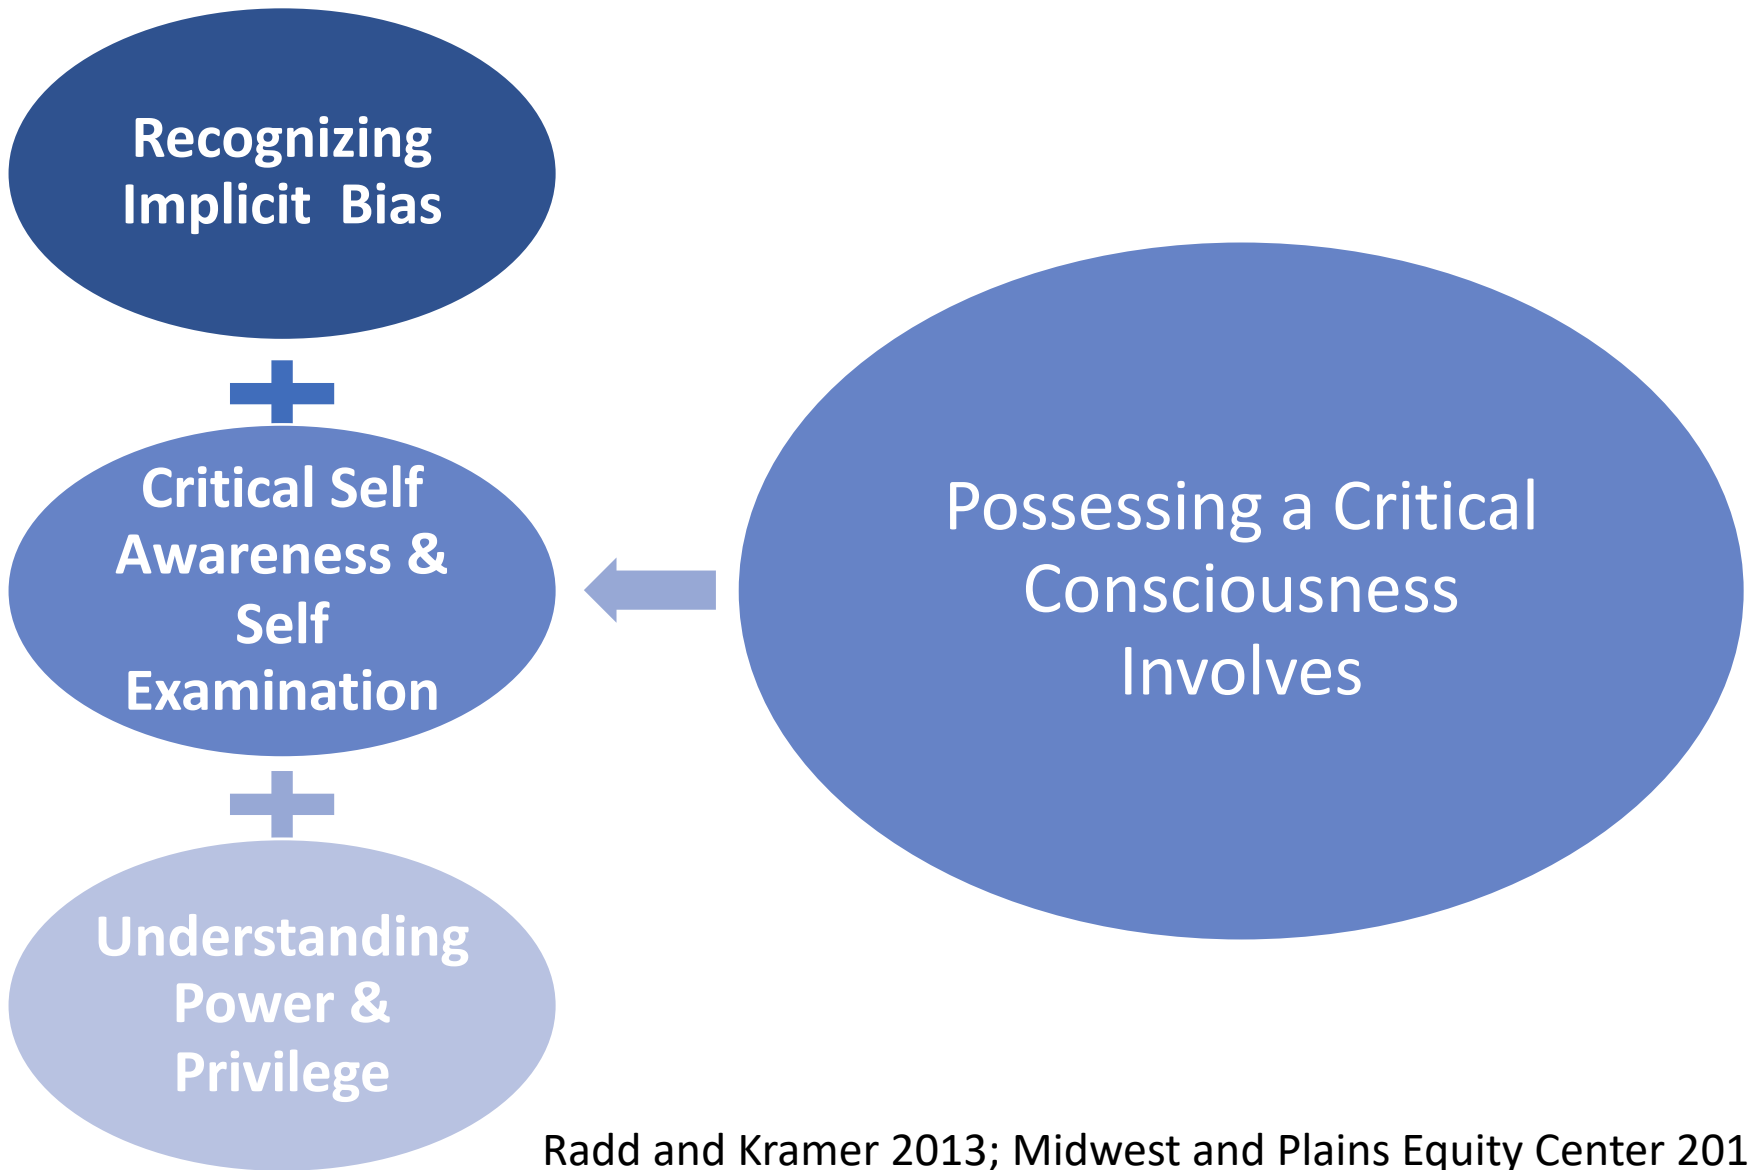 Recognizing
Implicit  Bias
Critical Self
Awareness &
Self
Examination
Understanding
Power &
Privilege
Possessing a Critical
Consciousness
Involves
Radd and Kramer 2013; Midwest and Plains Equity Center 201